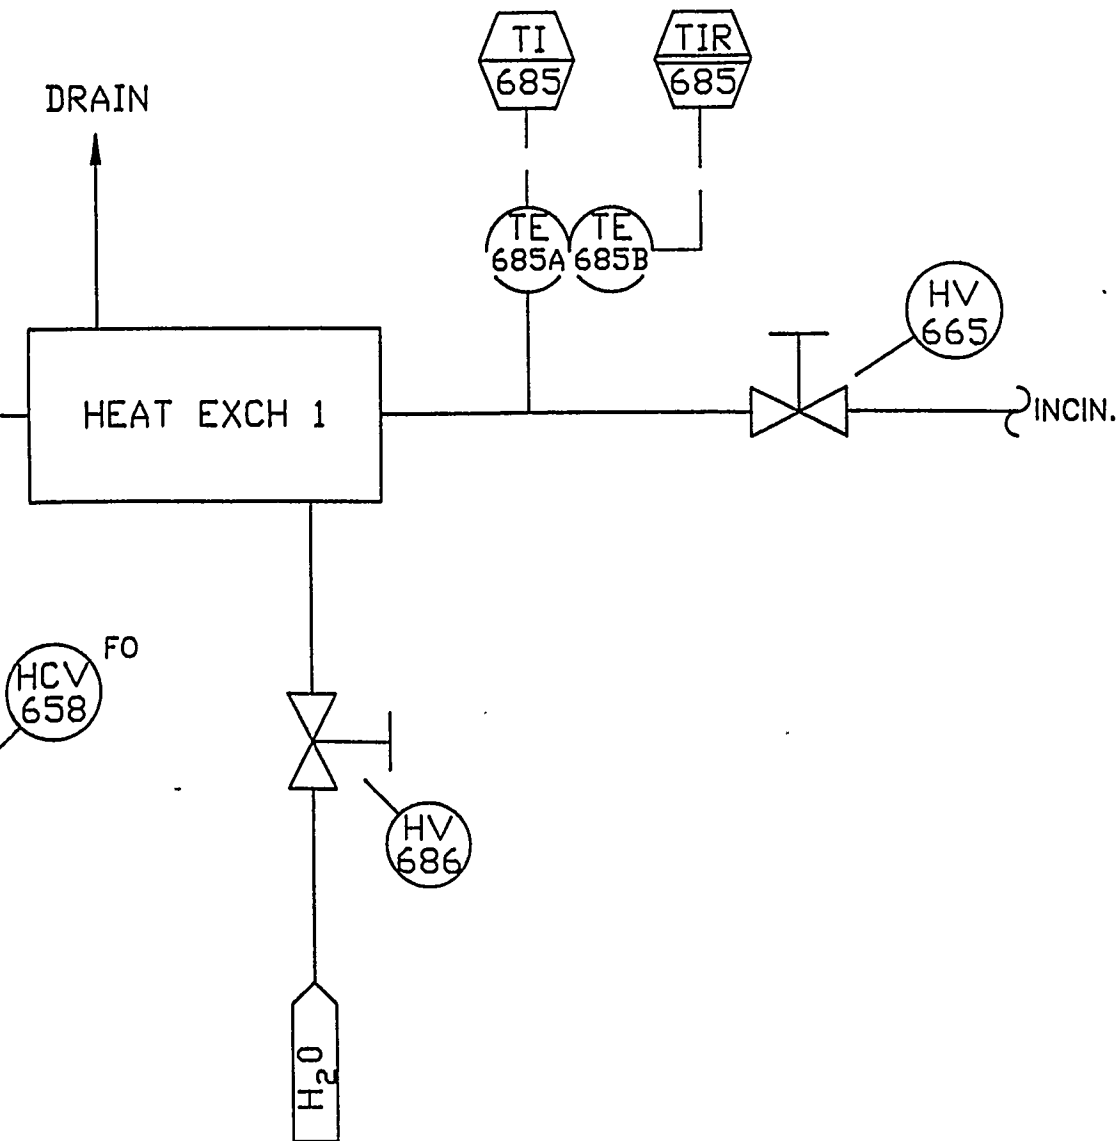 TI
685
TIR
685
DRAIN
TE
685A
TE
685B
HV
665
HEAT EXCH 1
INCIN.
FO
HCV
658
HV
686
H₂O